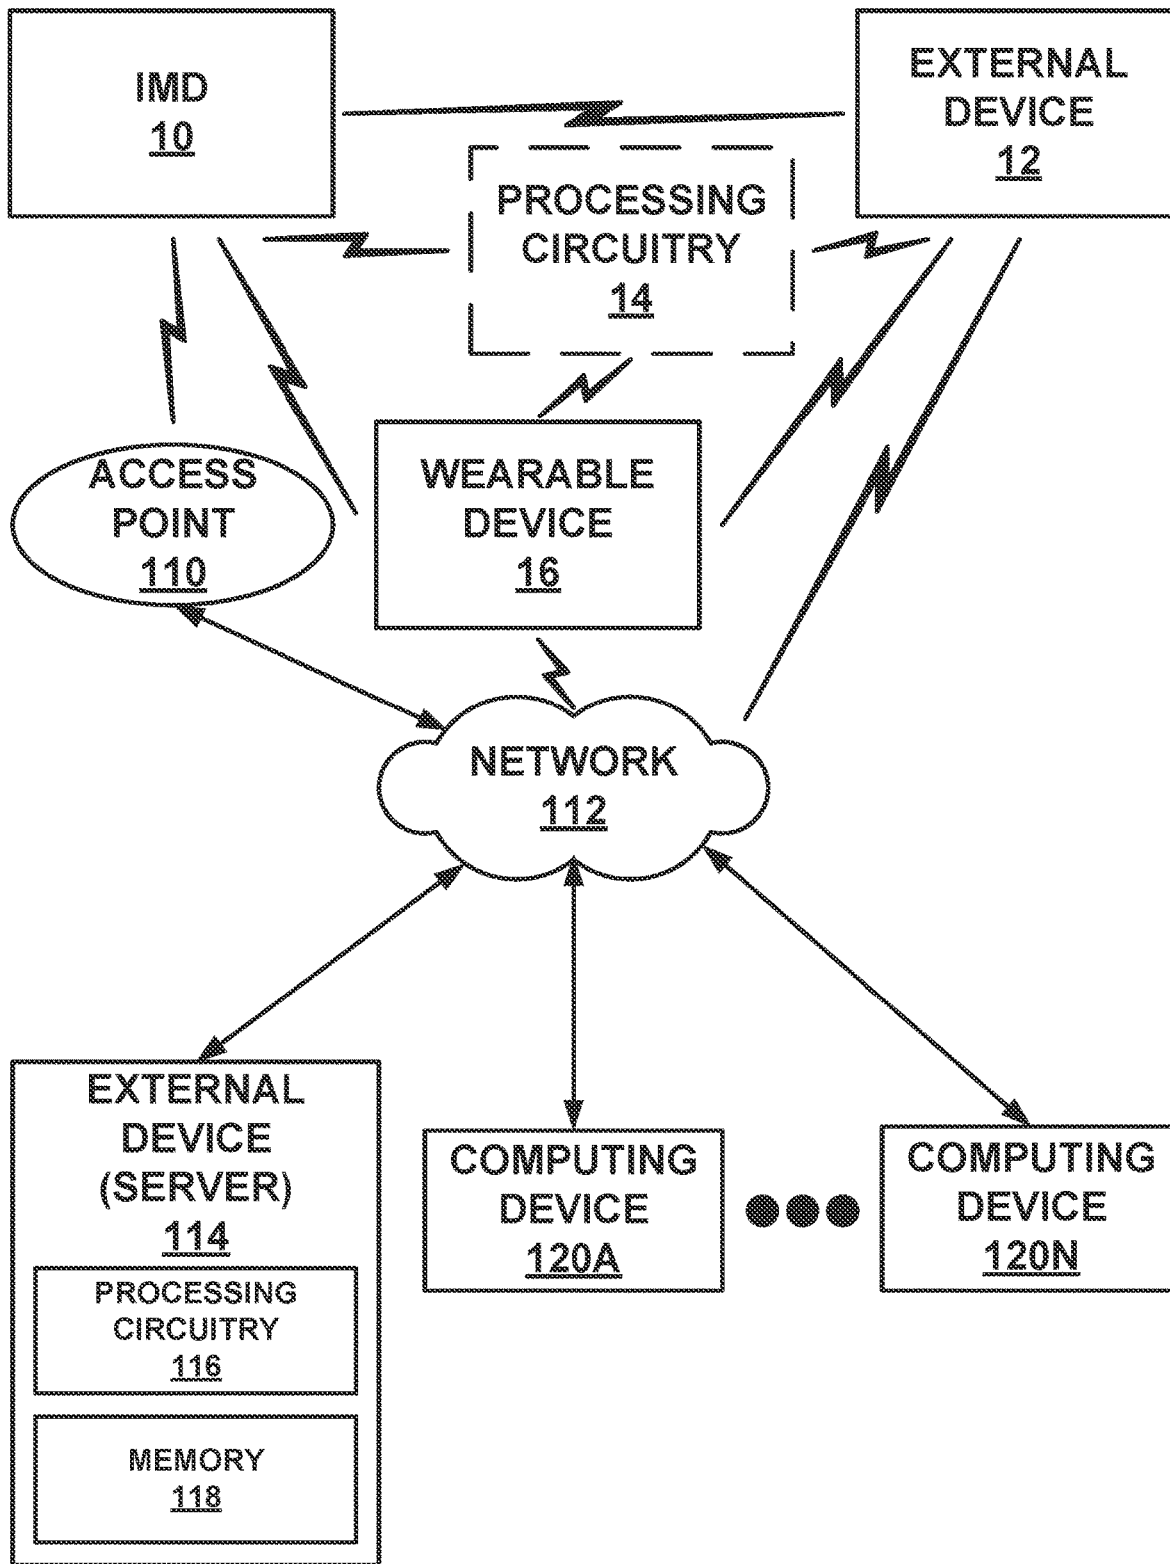 IMD
10
EXTERNAL
DEVICE
12
PROCESSING
CIRCUITRY
14
ACCESS
POINT
110
WEARABLE
DEVICE
16
NETWORK
112
EXTERNAL
DEVICE
(SERVER)
114
PROCESSING
CIRCUITRY
116
MEMORY
118
COMPUTING
DEVICE
120A
COMPUTING
DEVICE
120N